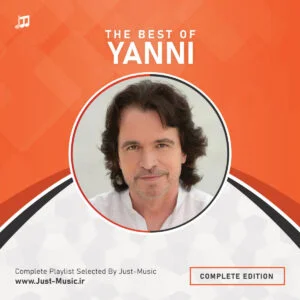 THE BEST OF
YANNI
Complete Playlist Selected By Just-Music
www.Just-Music.ir
COMPLETE EDITION